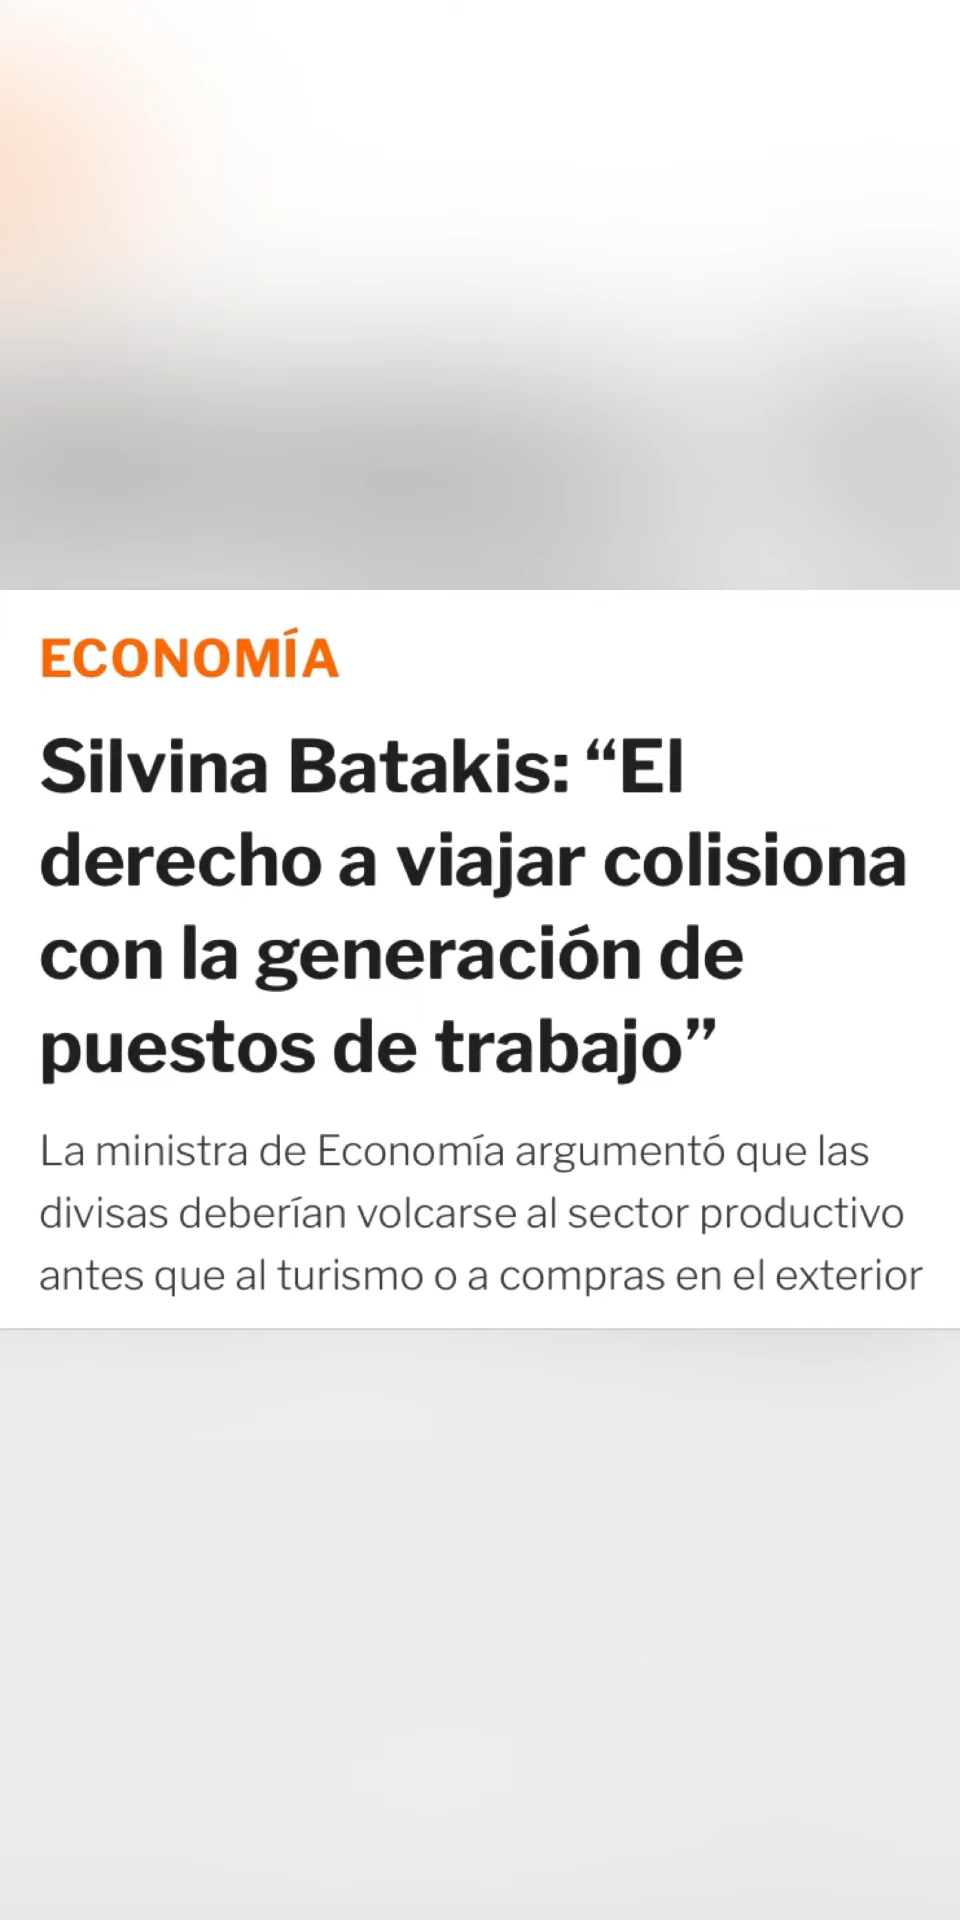 ECONOMÍA
Silvina Batakis: “El
derecho a viajar colisiona
con la generación de
puestos de trabajo”
La ministra de Economía argumentó que las
divisas deberían volcarse al sector productivo
antes que al turismo o a compras en el exterior